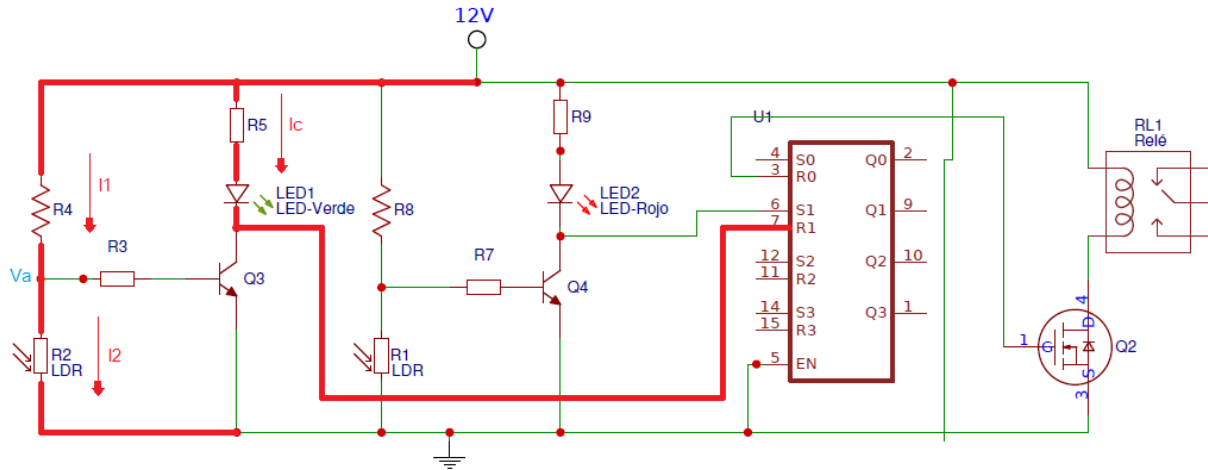 12V
R5
Ic
R9
U1
RL1
Relé
I1
LED1
LED-Verde
R4
R8
LED2
LED-Rojo
4 S0 Q0 2
3 R0
6 S1 Q1 9
7 R1
12 S2 Q2 10
11 R2
14 S3 Q3 1
15 R3
5 EN
R3
Va
Q3
R7
Q4
R2
LDR
I2
R1
LDR
4
D
1 G
Q2
S
3